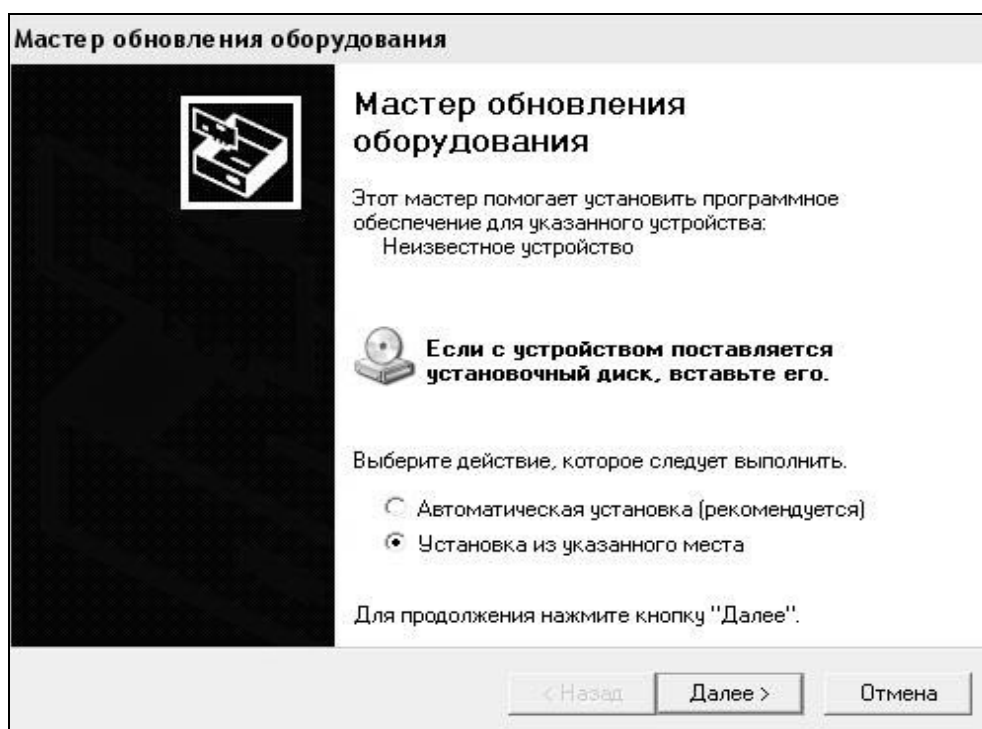 Мастер обновления оборудования
Мастер обновления
оборудования
Этот мастер помогает установить программное
обеспечение для указанного устройства:
Неизвестное устройство
Если с устройством поставляется
установочный диск, вставьте его.
Выберите действие, которое следует выполнить.
Автоматическая установка (рекомендуется)
Установка из указанного места
Для продолжения нажмите кнопку "Далее".
< Назад Далее > Отмена